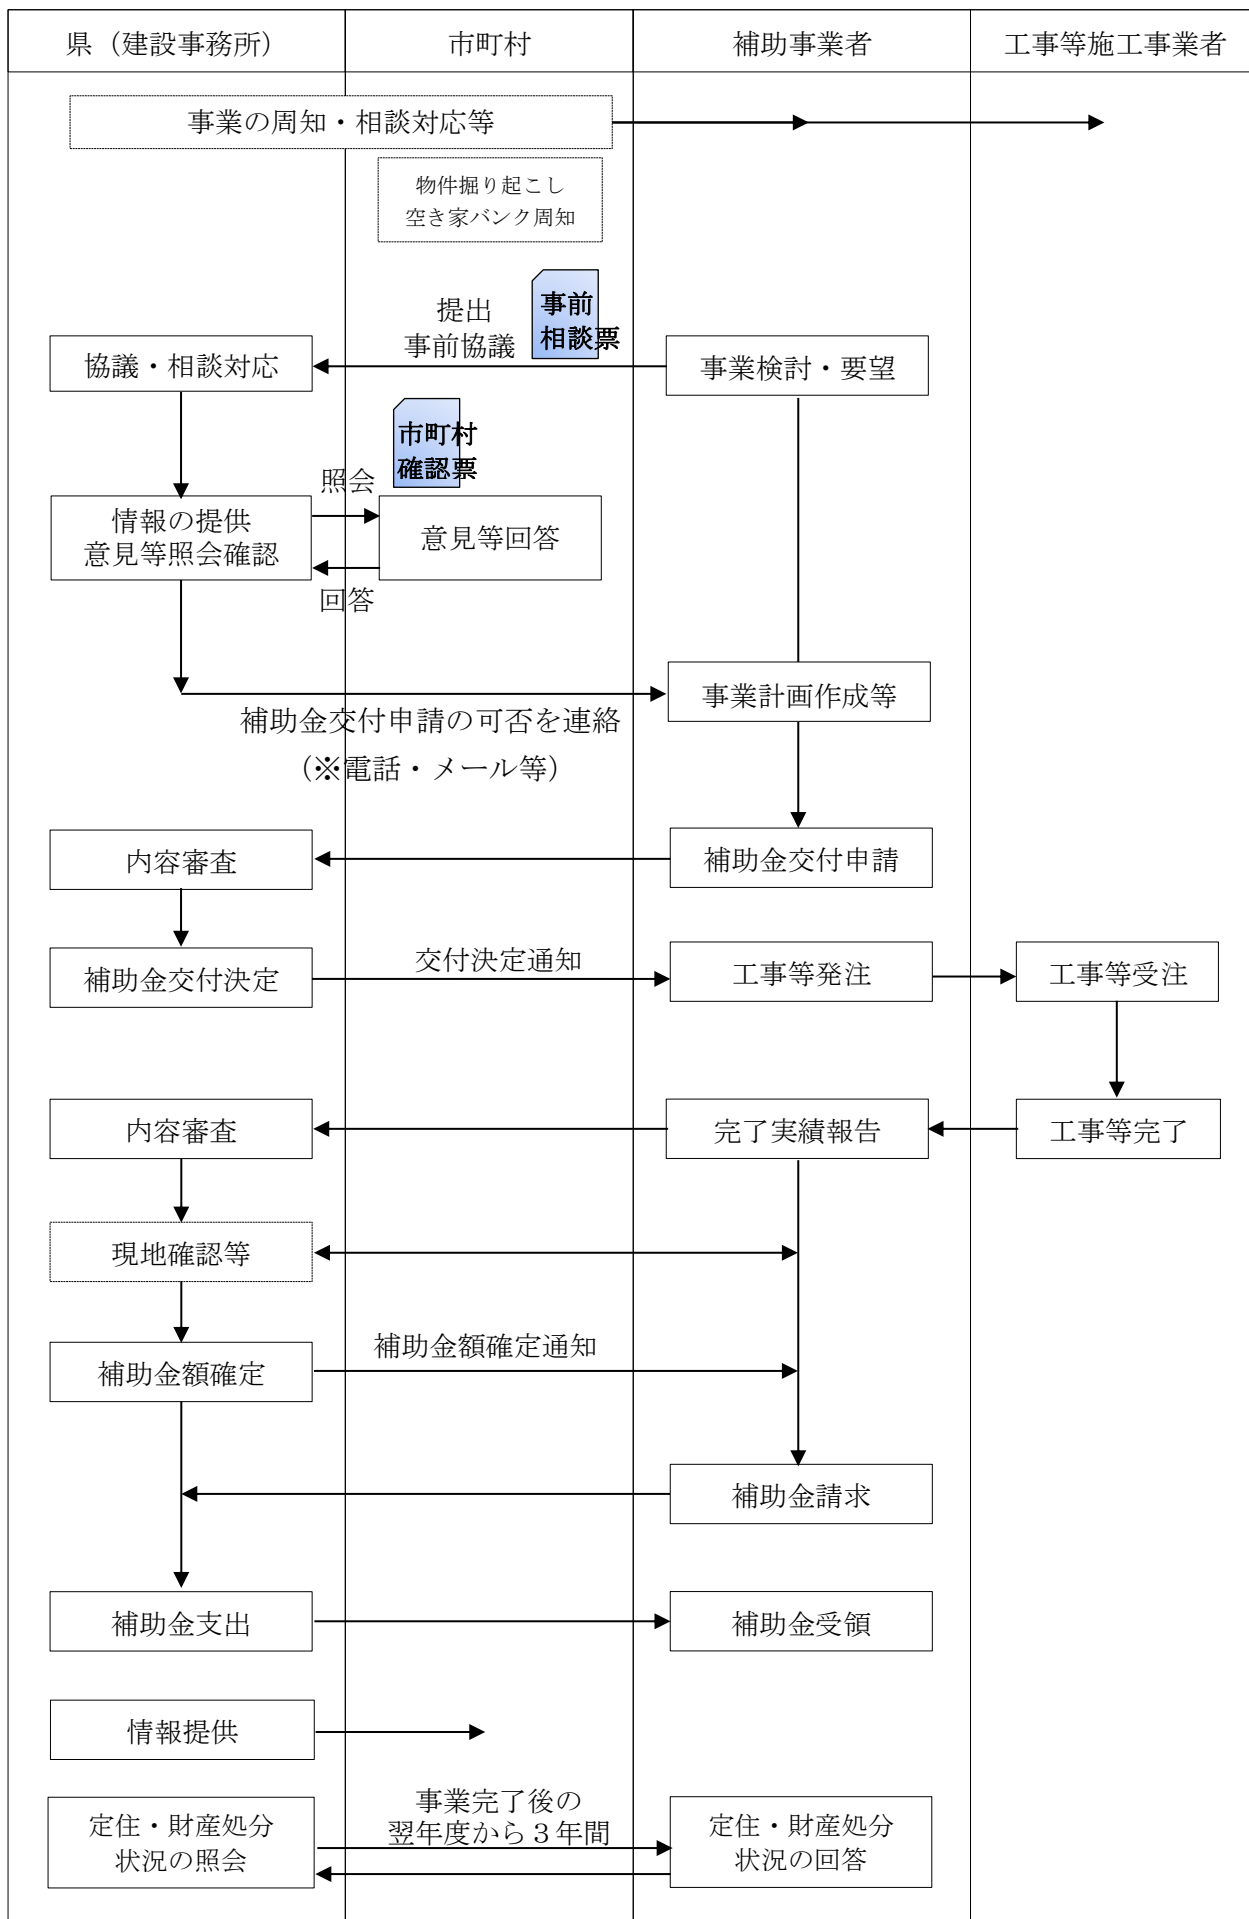 県（建設事務所）
市町村
補助事業者
工事等施工事業者
事業の周知・相談対応等
物件掘り起こし
空き家バンク周知
提出
事前協議
事前
相談票
協議・相談対応
事業検討・要望
市町村
確認票
照会
情報の提供
意見等照会確認
意見等回答
回答
事業計画作成等
補助金交付申請の可否を連絡
（※電話・メール等）
内容審査
補助金交付申請
補助金交付決定
交付決定通知
工事等発注
工事等受注
内容審査
完了実績報告
工事等完了
現地確認等
補助金額確定
補助金額確定通知
補助金請求
補助金支出
補助金受領
情報提供
定住・財産処分
状況の照会
事業完了後の
翌年度から３年間
定住・財産処分
状況の回答